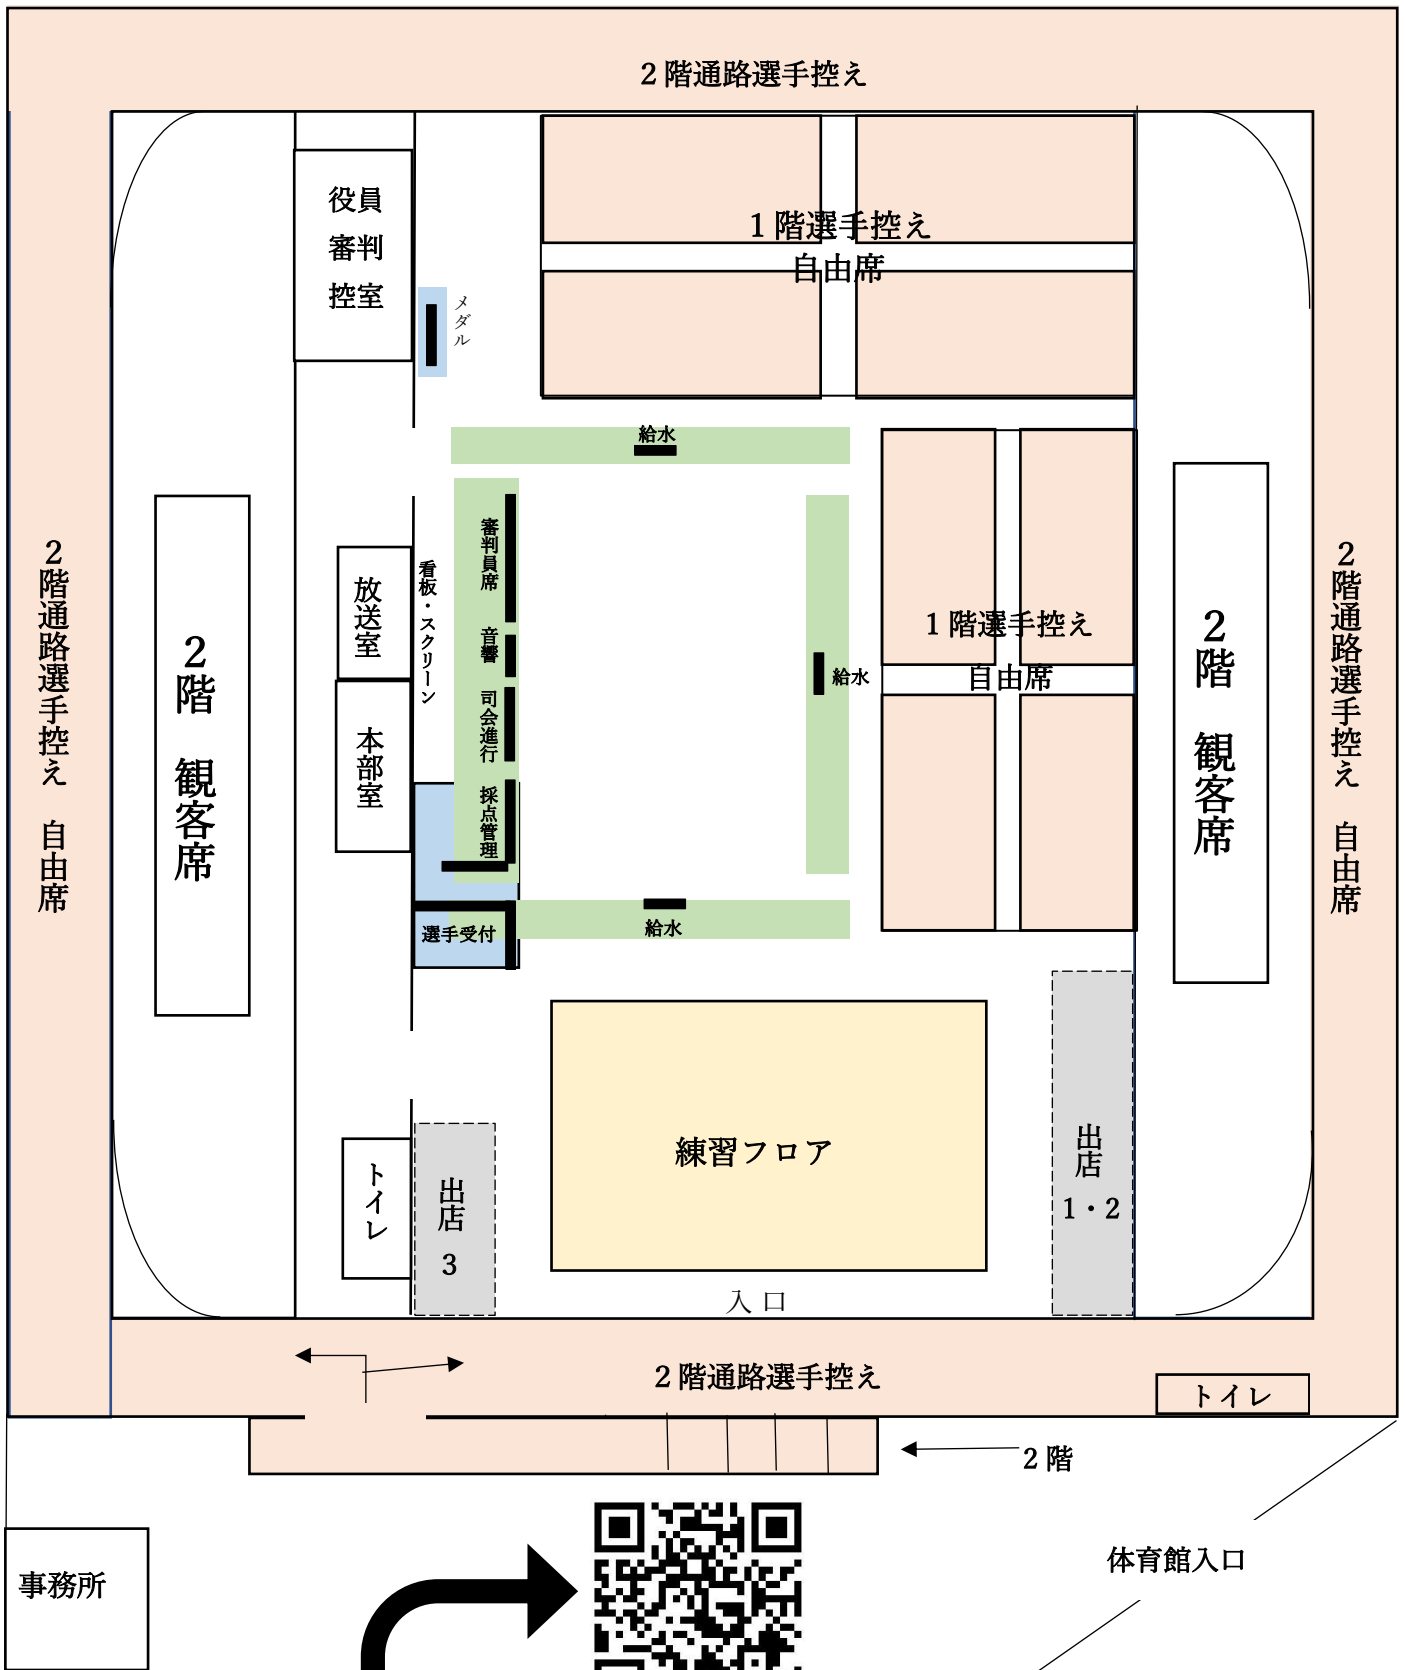 ２階通路選手控え
役員
審判
控室
１階選手控え
自由席
メダル
給水
２階通路選手控え　自由席
２階　観客席
放送室
看板・スクリーン
審判員席
音響
司会進行
採点管理
本部室
給水
１階選手控え
自由席
２階　観客席
２階通路選手控え　自由席
選手受付
給水
練習フロア
出店
１・２
トイレ
出店
３
入口
２階通路選手控え
トイレ
２階
体育館入口
事務所